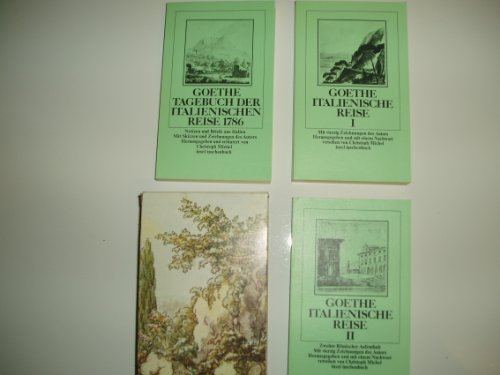 GOETHE
TAGEBUCH DER
ITALIENISCHEN
REISE 1786
Notizen und Briefe aus Italien
Mit Skizzen und Zeichnungen des Autors
Herausgegeben und erläutert von
Christoph Michel
insel taschenbuch
GOETHE
ITALIENISCHE
REISE
I
Mit vierzig Zeichnungen des Autors
Herausgegeben und mit einem Nachwort
versehen von Christoph Michel
insel taschenbuch
GOETHE
ITALIENISCHE
REISE
II
Zweiter Römischer Aufenthalt
Mit vierzig Zeichnungen des Autors
Herausgegeben und mit einem Nachwort
versehen von Christoph Michel
insel taschenbuch